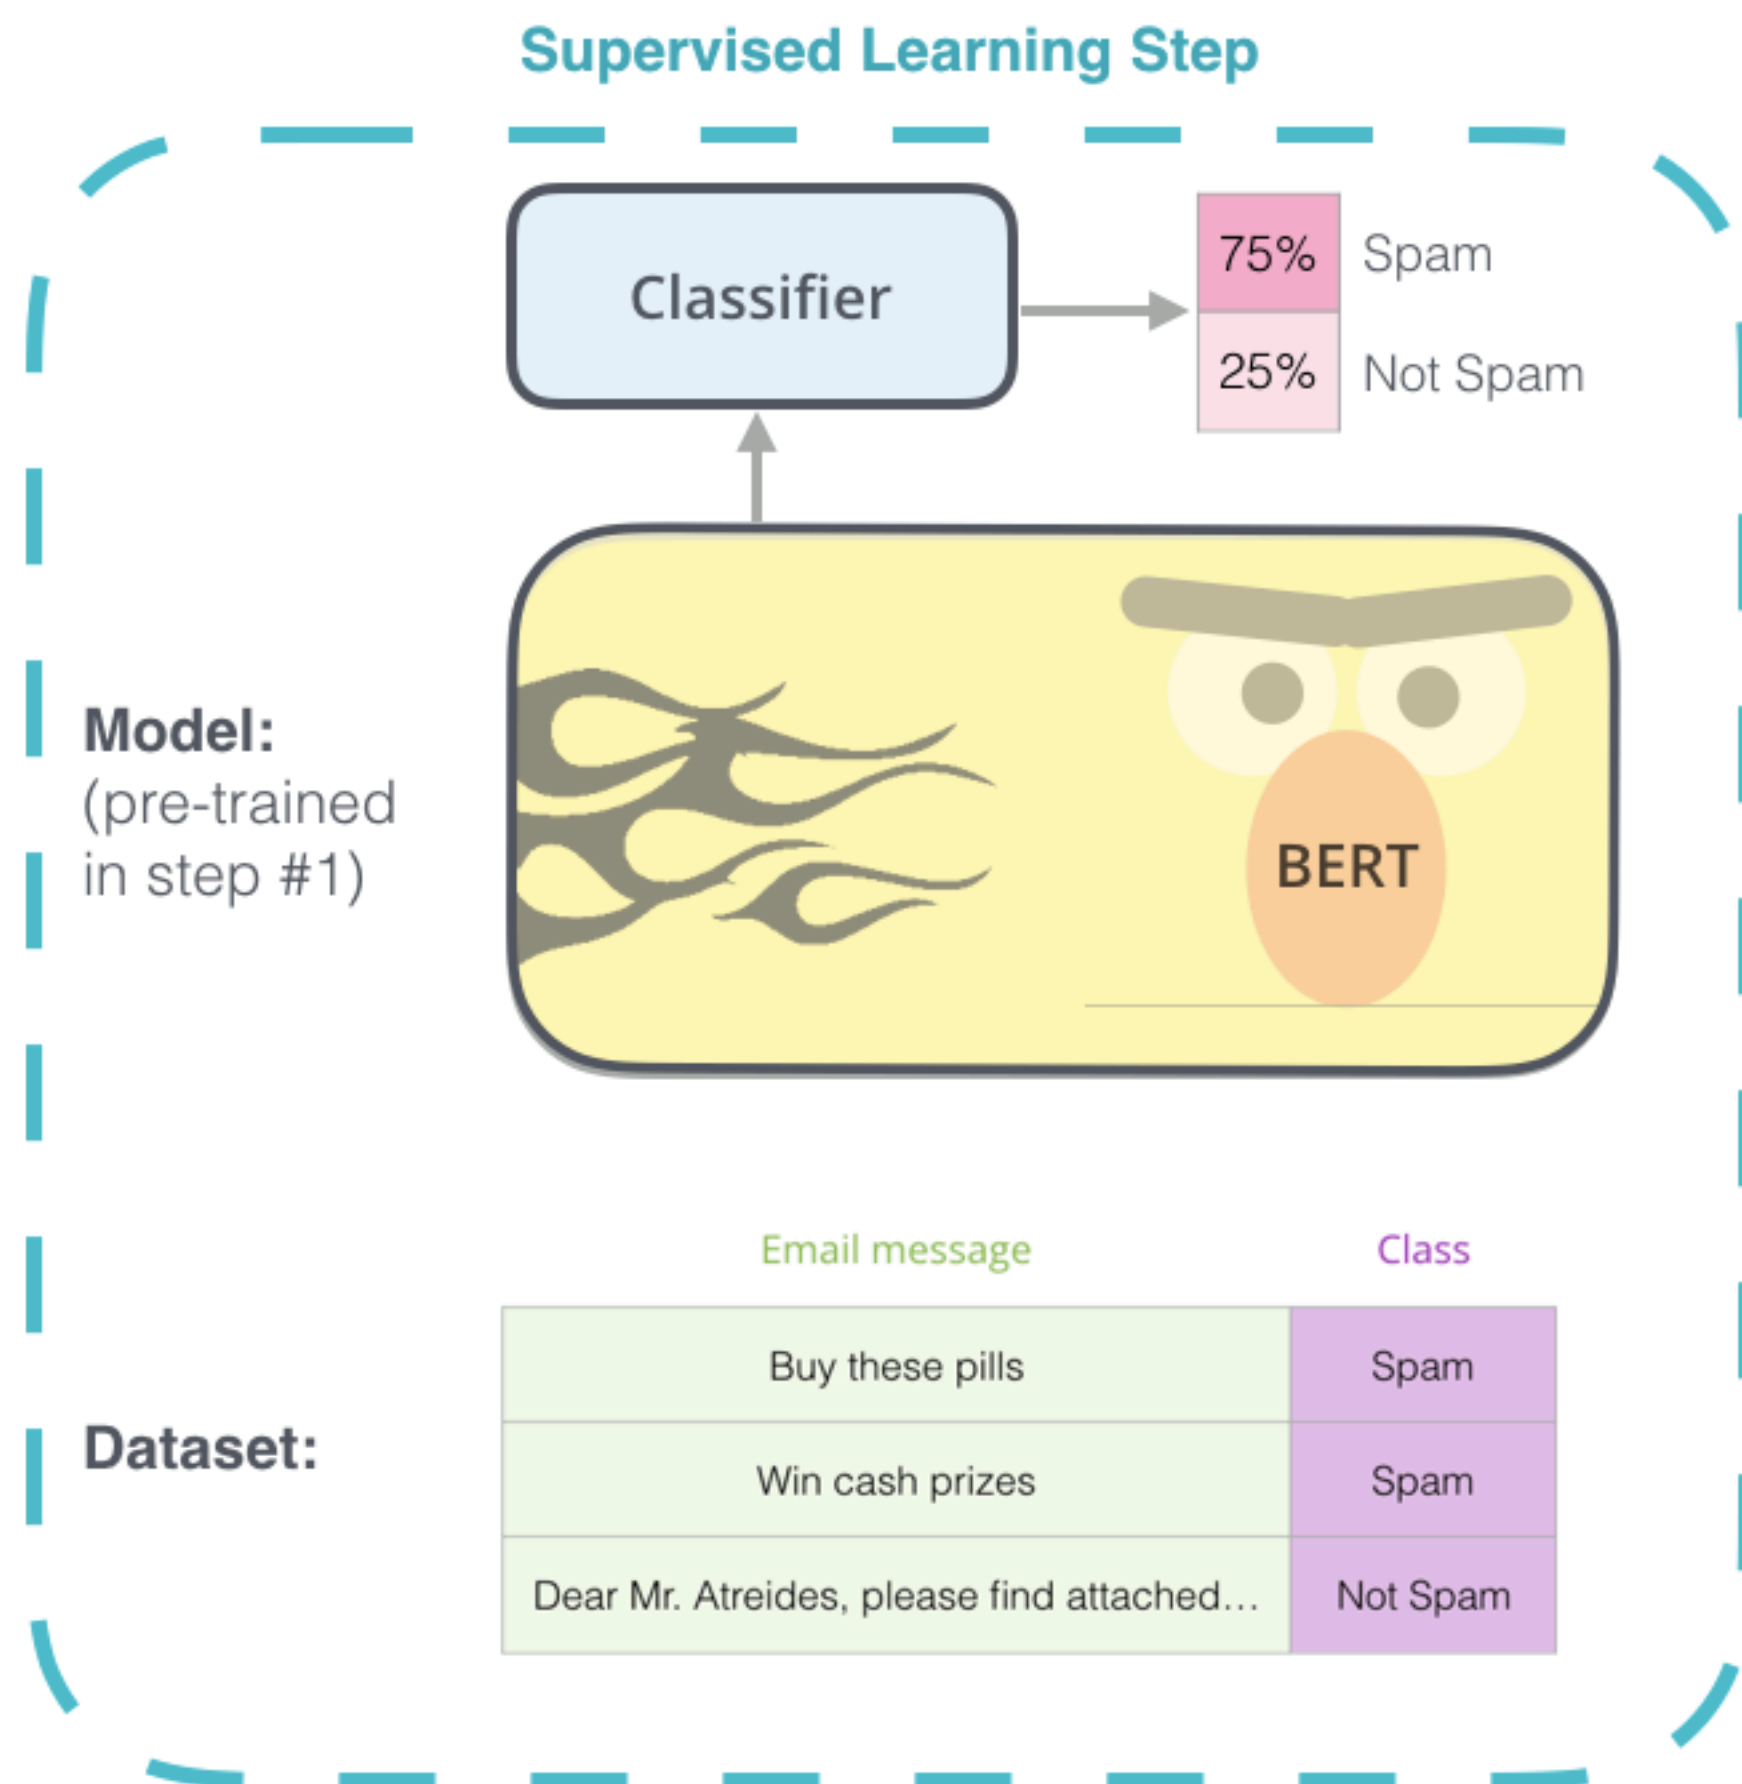 Supervised Learning Step
Classifier
75% Spam
25% Not Spam
Model:
(pre-trained
in step #1)
BERT
Email message Class
Buy these pills Spam
Win cash prizes Spam
Dataset:
Dear Mr. Atreides, please find attached... Not Spam